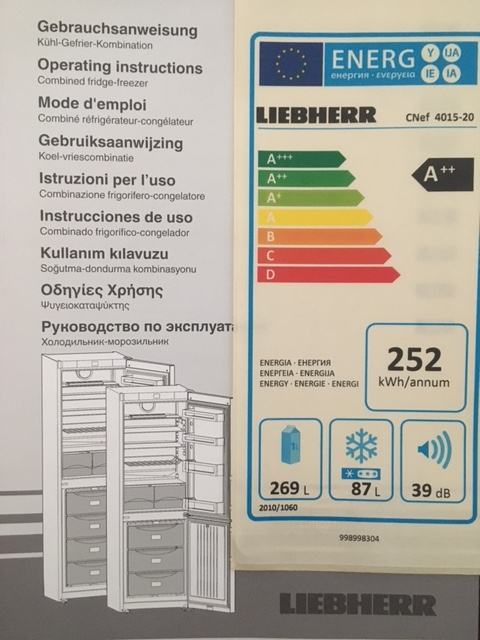 Gebrauchsanweisung
Kühl-Gefrier-Kombination
Operating instructions
Combined fridge-freezer
Mode d'emploi
Combiné réfrigérateur-congélateur
Gebruiksaanwijzing
Koel-vriescombinatie
Istruzioni per l'uso
Combinazione frigorifero-congelatore
Instrucciones de uso
Combinado frigorífico-congelador
Kullanım kılavuzu
Soğutma-dondurma kombinasyonu
Οδηγίες Χρήσης
Ψυγειοκαταψύκτης
Руководство по эксплуат
Холодильник-морозильник
ENERG Y UA
енергия · ενεργεια IE IA
LIEBHERR CNef 4015-20
A+++
A++ A++
A+
A
B
C
D
ENERGIA · ЕНЕРГИЯ
ΕΝΕΡΓΕΙΑ · ENERGIJA
ENERGY · ENERGIE · ENERGI
252
kWh/annum
269 L
87 L
39 dB
2010/1060
998998304
LIEBHERR